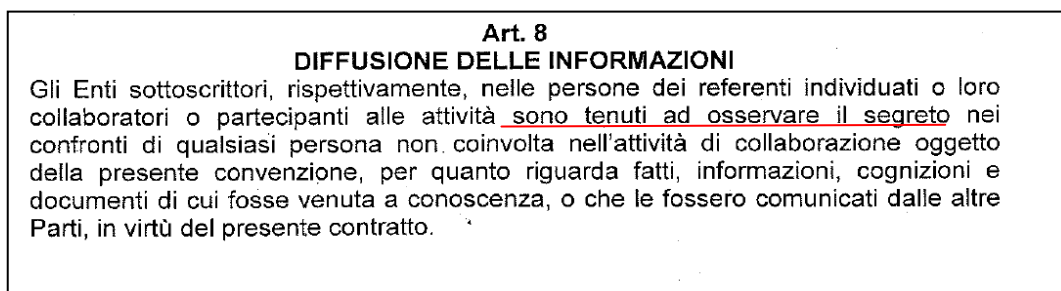 Art. 8
DIFFUSIONE DELLE INFORMAZIONI
Gli Enti sottoscrittori, rispettivamente, nelle persone dei referenti individuati o loro
collaboratori o partecipanti alle attività sono tenuti ad osservare il segreto nei
confronti di qualsiasi persona non coinvolta nell'attività di collaborazione oggetto
della presente convenzione, per quanto riguarda fatti, informazioni, cognizioni e
documenti di cui fosse venuta a conoscenza, o che le fossero comunicati dalle altre
Parti, in virtù del presente contratto.